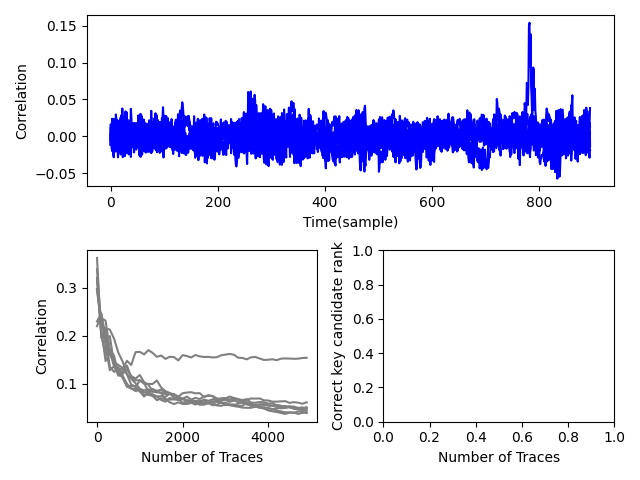 0.15
0.10
0.05
0.00
−0.05
Correlation
0 200 400 600 800
Time(sample)
0.3
0.2
0.1
Correlation
0 2000 4000
Number of Traces
1.0
0.8
0.6
0.4
0.2
0.0
Correct key candidate rank
0.0 0.2 0.4 0.6 0.8 1.0
Number of Traces